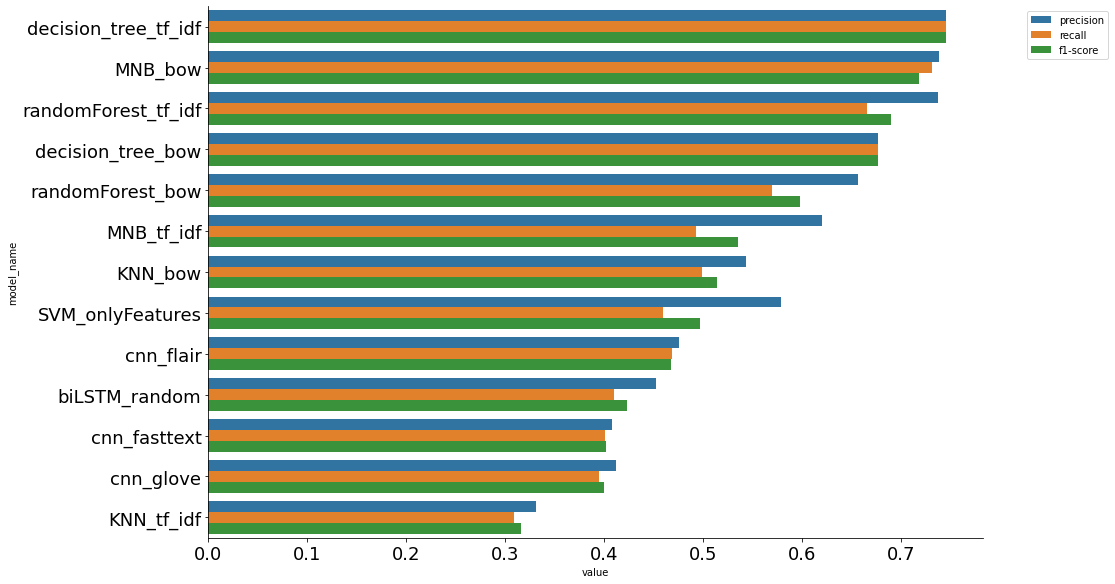 decision_tree_tf_idf
MNB_bow
randomForest_tf_idf
decision_tree_bow
randomForest_bow
MNB_tf_idf
KNN_bow
SVM_onlyFeatures
cnn_flair
biLSTM_random
cnn_fasttext
cnn_glove
KNN_tf_idf
model_name
0.0 0.1 0.2 0.3 0.4 0.5 0.6 0.7
value
precision
recall
f1-score